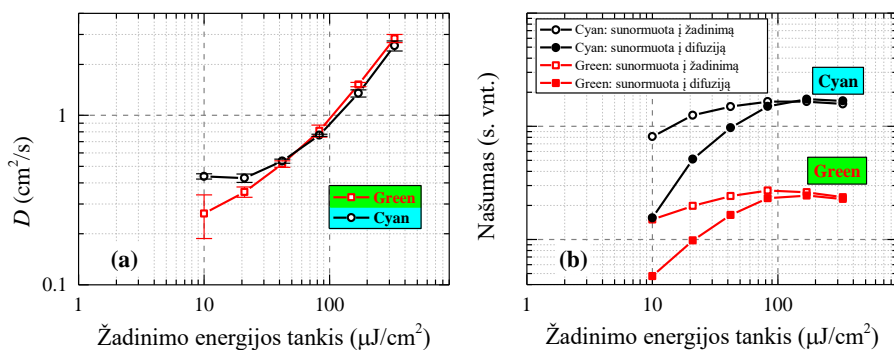 D (cm²/s)
1
0.1
Green
Cyan
(a)
1
10
100
Žadinimo energijos tankis (μJ/cm²)
Našumas (s. vnt.)
Cyan: sunormuota į žadinimą
Cyan: sunormuota į difuziją
Green: sunormuota į žadinimą
Green: sunormuota į difuziją
Cyan
Green
(b)
1
10
100
Žadinimo energijos tankis (μJ/cm²)